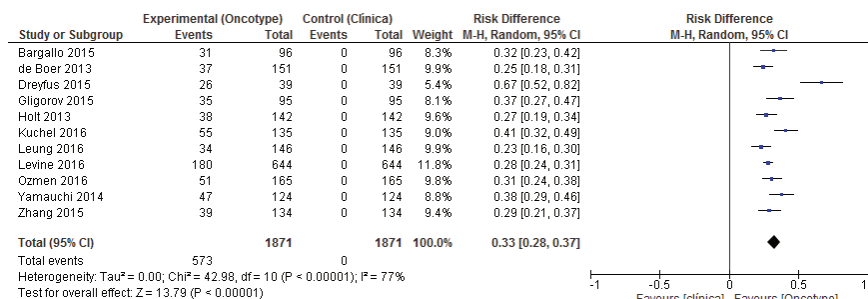 Experimental (Oncotype) Control (Clínica) Risk Difference Risk Difference
Study or Subgroup Events Total Events Total Weight M-H, Random, 95% CI M-H, Random, 95% CI
Bargallo 2015 31 96 0 96 8.3% 0.32 [0.23, 0.42]
de Boer 2013 37 151 0 151 9.9% 0.25 [0.18, 0.31]
Dreyfus 2015 26 39 0 39 5.4% 0.67 [0.52, 0.82]
Gligorov 2015 35 95 0 95 8.1% 0.37 [0.27, 0.47]
Holt 2013 38 142 0 142 9.6% 0.27 [0.19, 0.34]
Kuchel 2016 55 135 0 135 8.9% 0.41 [0.32, 0.49]
Leung 2016 34 146 0 146 10.0% 0.23 [0.16, 0.30]
Levine 2016 180 644 0 644 11.8% 0.28 [0.24, 0.31]
Ozmen 2016 51 165 0 165 9.8% 0.31 [0.24, 0.38]
Yamauchi 2014 47 124 0 124 8.8% 0.38 [0.29, 0.46]
Zhang 2015 39 134 0 134 9.4% 0.29 [0.21, 0.37]
Total (95% CI) 1871 1871 100.0% 0.33 [0.28, 0.37]
Total events 573 0
Heterogeneity: Tau² = 0.00; Chi² = 42.98, df = 10 (P < 0.00001); I² = 77%
Test for overall effect: Z = 13.79 (P < 0.00001)
-1 -0.5 0 0.5 1
Favours [clínica] Favours [Oncotype]